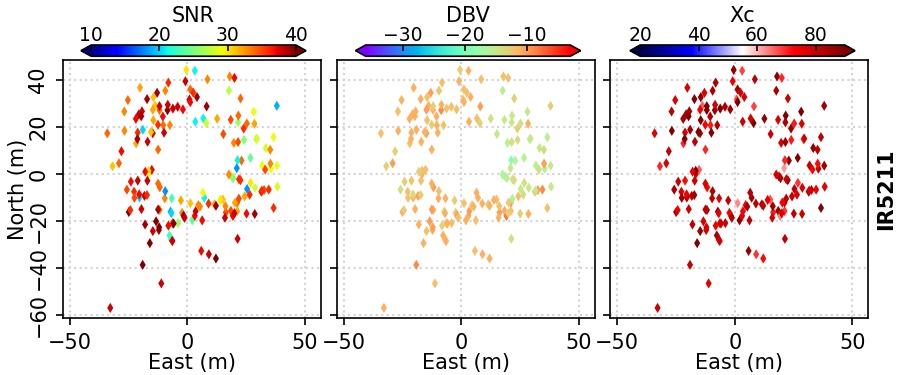 SNR DBV Xc
10 20 30 40 −30 −20 −10 20 40 60 80
40
20
0
−20
−40
−60
North (m)
IR5211
−50 0 50 −50 0 50 −50 0 50
East (m) East (m) East (m)